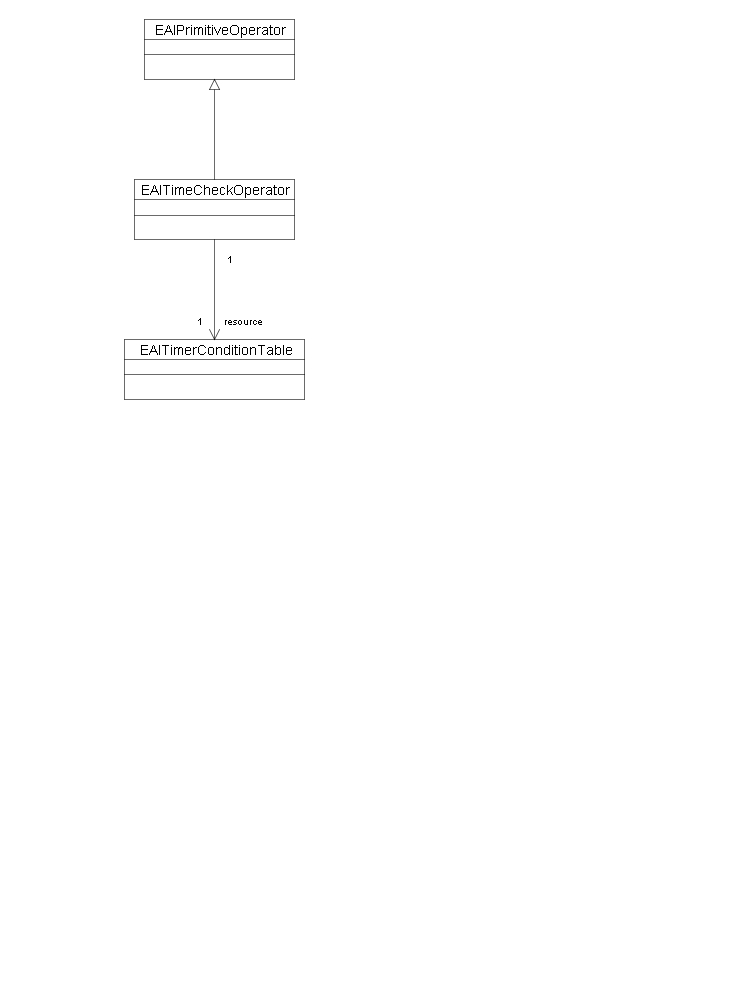 EAIPrimitiveOperator
EAITimeCheckOperator
1
1 resource
EAITimerConditionTable